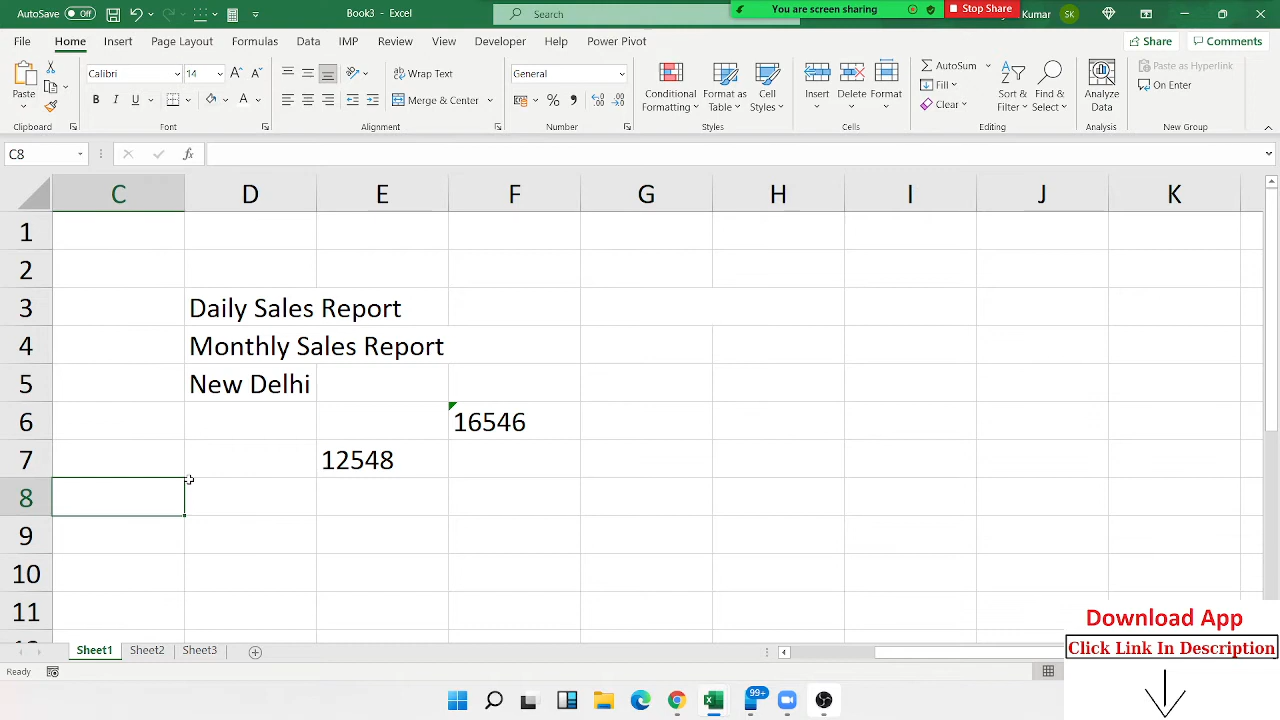 AutoSave Off Book3 - Excel Search You are screen sharing Stop Share Kumar SK
File Home Insert Page Layout Formulas Data IMP Review View Developer Help Power Pivot Share Comments
Paste Calibri 14 Wrap Text General Conditional Formatting Format as Table Cell Styles Insert Delete Format AutoSum Fill Clear Sort & Filter Find & Select Analyze Data Paste as Hyperlink On Enter
B I U Merge & Center
Clipboard Font Alignment Number Styles Cells Editing Analysis New Group
C8 fx
C D E F G H I J K
1
2
3 Daily Sales Report
4 Monthly Sales Report
5 New Delhi
6 16546
7 12548
8
9
10
11
Download App
Click Link In Description
Sheet1 Sheet2 Sheet3
Ready
99+